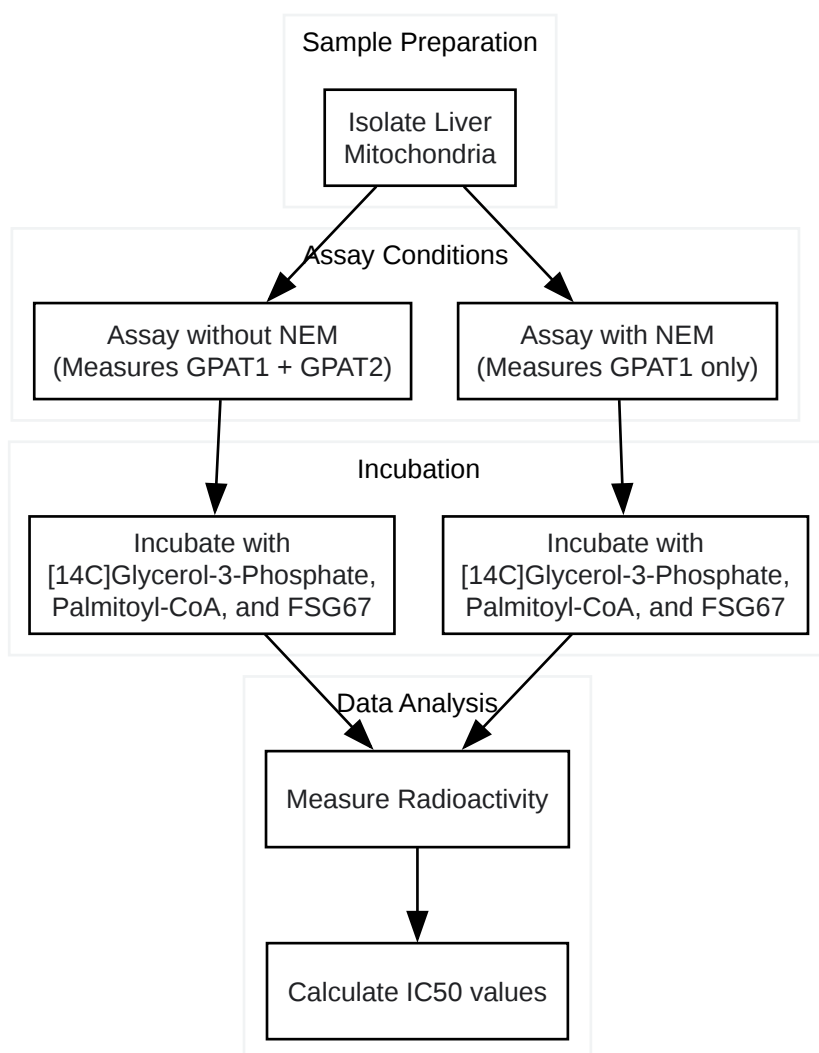 Sample Preparation
Isolate Liver
Mitochondria
Assay Conditions
Assay without NEM
(Measures GPAT1 + GPAT2)
Assay with NEM
(Measures GPAT1 only)
Incubation
Incubate with
[14C]Glycerol-3-Phosphate,
Palmitoyl-CoA, and FSG67
Incubate with
[14C]Glycerol-3-Phosphate,
Palmitoyl-CoA, and FSG67
Data Analysis
Measure Radioactivity
Calculate IC50 values